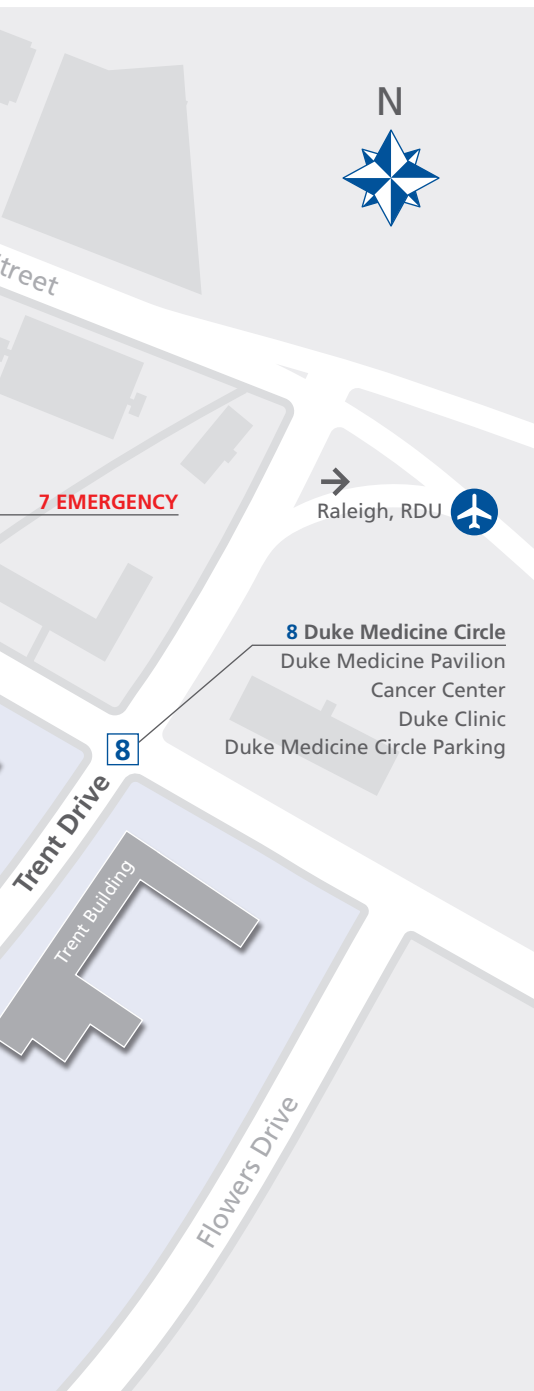 N
treet
7 EMERGENCY
Raleigh, RDU
8 Duke Medicine Circle
Duke Medicine Pavilion
Cancer Center
Duke Clinic
Duke Medicine Circle Parking
8
Trent Drive
Trent Building
Flowers Drive